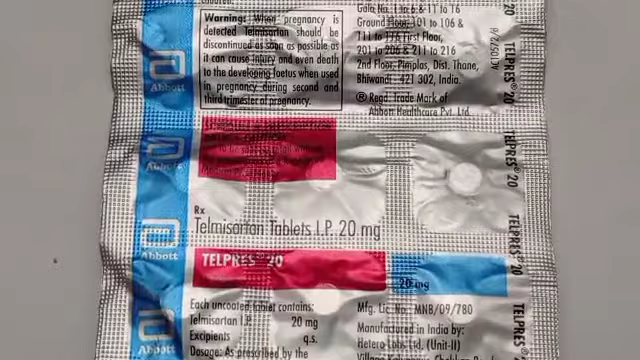 Warning: When pregnancy is
detected Telmisartan should be
discontinued as soon as possible as
it can cause injury and even death
to the developing foetus when used
in pregnancy during second and
third trimester of pregnancy.
Gala No. 1 to 6 & 11 to 16
Ground Floor, 101 to 106 &
111 to 116 First Floor,
201 to 206 & 211 to 216
2nd Floor, Pimplas, Dist. Thane,
Bhiwandi- 421 302, India.
® Regd. Trade Mark of
Abbott Healthcare Pvt. Ltd.
Abbott
Abbott
Abbott
Abbott
Rx
Telmisartan Tablets I.P. 20 mg
TELPRES® 20
20 mg
Each uncoated tablet contains:
Telmisartan I.P. 20 mg
Excipients q.s.
Dosage: As prescribed by the
Mfg. Lic. No.: MNB/09/780
Manufactured in India by:
Hetero Labs Ltd. (Unit-II)
20
TELPRES® 20
TELPRES® 20
TELPRES® 20
TELPRES®